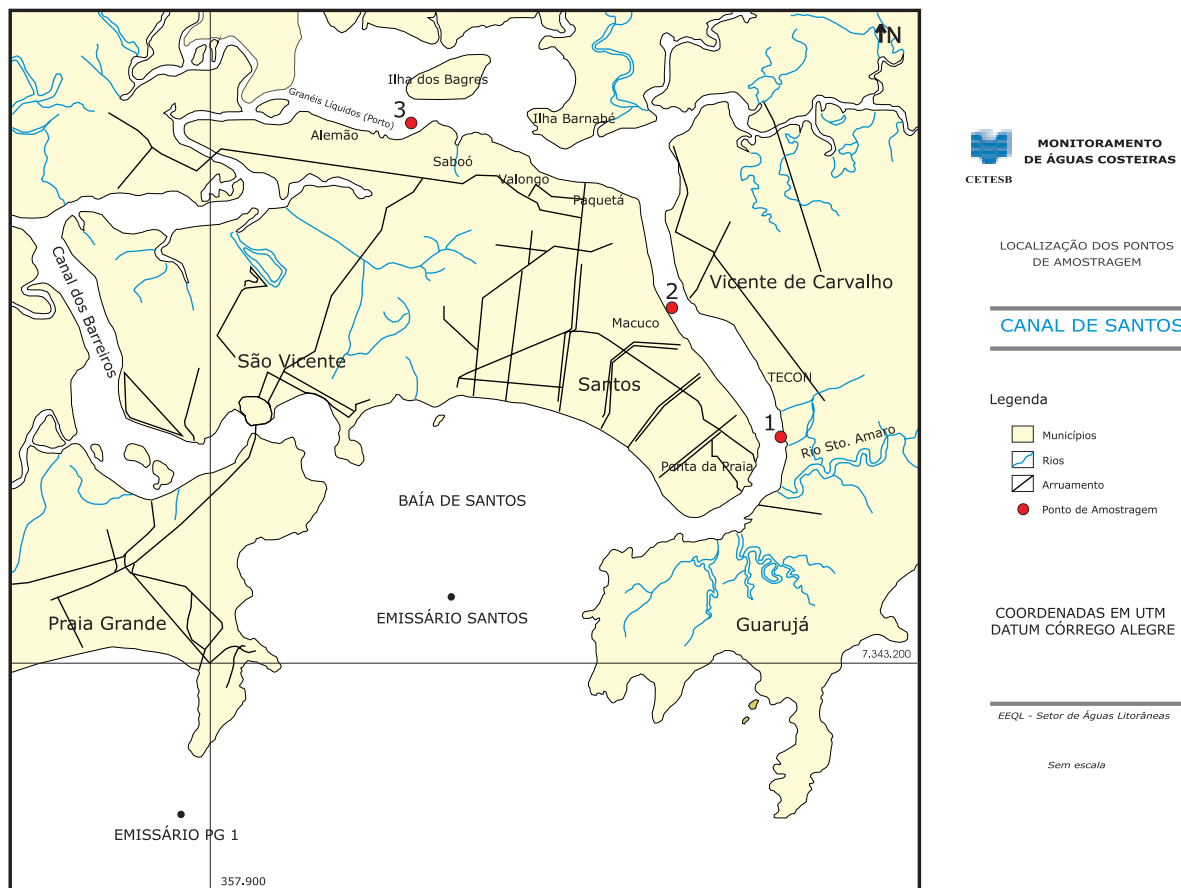 N
Ilha dos Bagres
Granéis Líquidos (Porto)
3
Ilha Barnabé
Alemão
Saboó
Valongo
Paquetá
Canal dos Barreiros
Vicente de Carvalho
2
Macuco
São Vicente
Santos
TECON
1
Rio Sto. Amaro
Ponta da Praia
BAÍA DE SANTOS
EMISSÁRIO SANTOS
Praia Grande
Guarujá
7.343.200
EMISSÁRIO PG 1
357.900
CETESB
MONITORAMENTO
DE ÁGUAS COSTEIRAS
LOCALIZAÇÃO DOS PONTOS
DE AMOSTRAGEM
CANAL DE SANTOS
Legenda
Municípios
Rios
Arruamento
Ponto de Amostragem
COORDENADAS EM UTM
DATUM CÓRREGO ALEGRE
EEQL - Setor de Águas Litorâneas
Sem escala